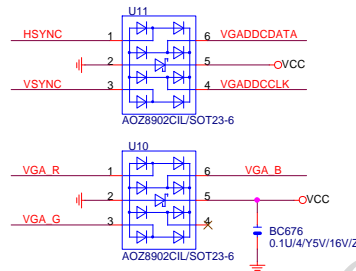 U11
HSYNC 1 6 VGADDCDATA
2 5 VCC
VSYNC 3 4 VGADDCCLK
AOZ8902CIL/SOT23-6
U10
VGA_R 1 6 VGA_B
2 5 VCC
VGA_G 3 4
BC676
0.1U/4/Y5V/16V/Z
AOZ8902CIL/SOT23-6